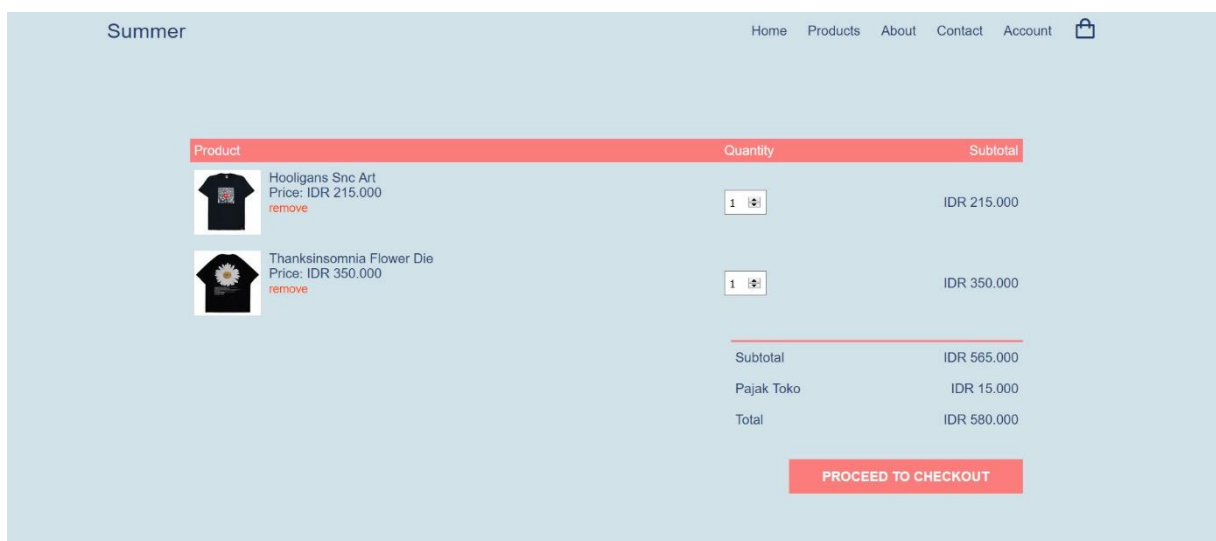 Summer
Home Products About Contact Account
Product Quantity Subtotal
Hooligans Snc Art
Price: IDR 215.000
remove
1
IDR 215.000
Thanksinsomnia Flower Die
Price: IDR 350.000
remove
1
IDR 350.000
Subtotal IDR 565.000
Pajak Toko IDR 15.000
Total IDR 580.000
PROCEED TO CHECKOUT